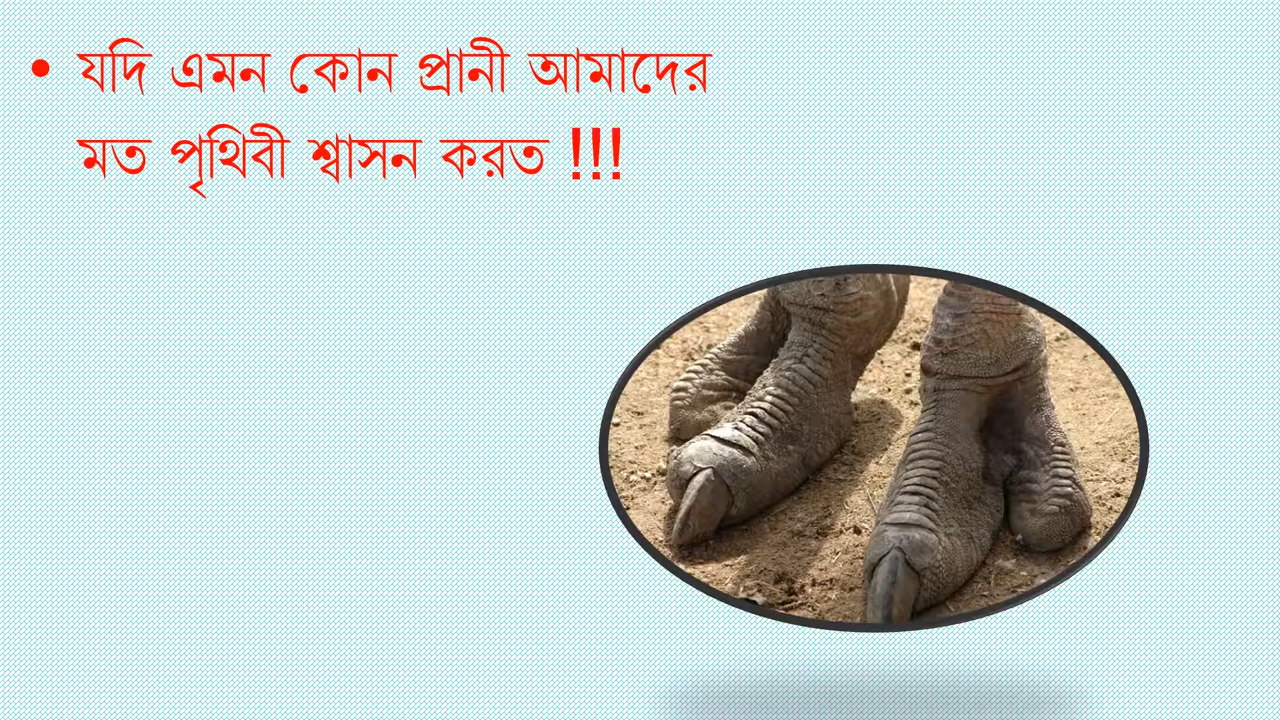 • যদি এমন কোন প্রানী আমাদের
মত পৃথিবী শ্বাসন করত !!!